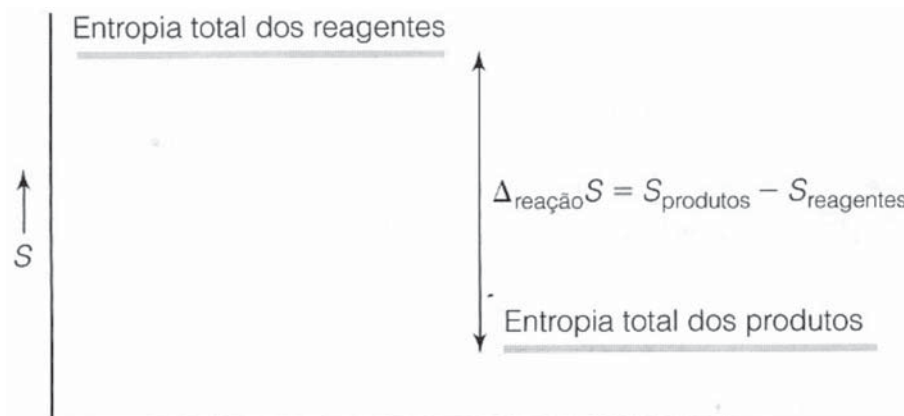 Entropia total dos reagentes
Δreação S = Sprodutos − Sreagentes
S
Entropia total dos produtos